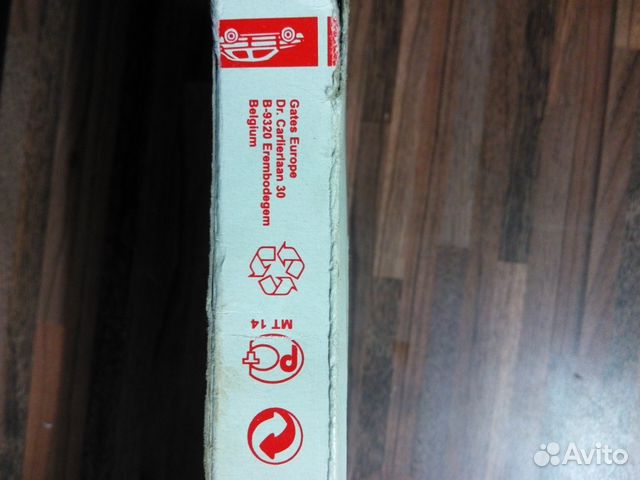 Gates Europe
Dr. Carlierlaan 30
B-9320 Erembodegem
Belgium
MT 14
Avito